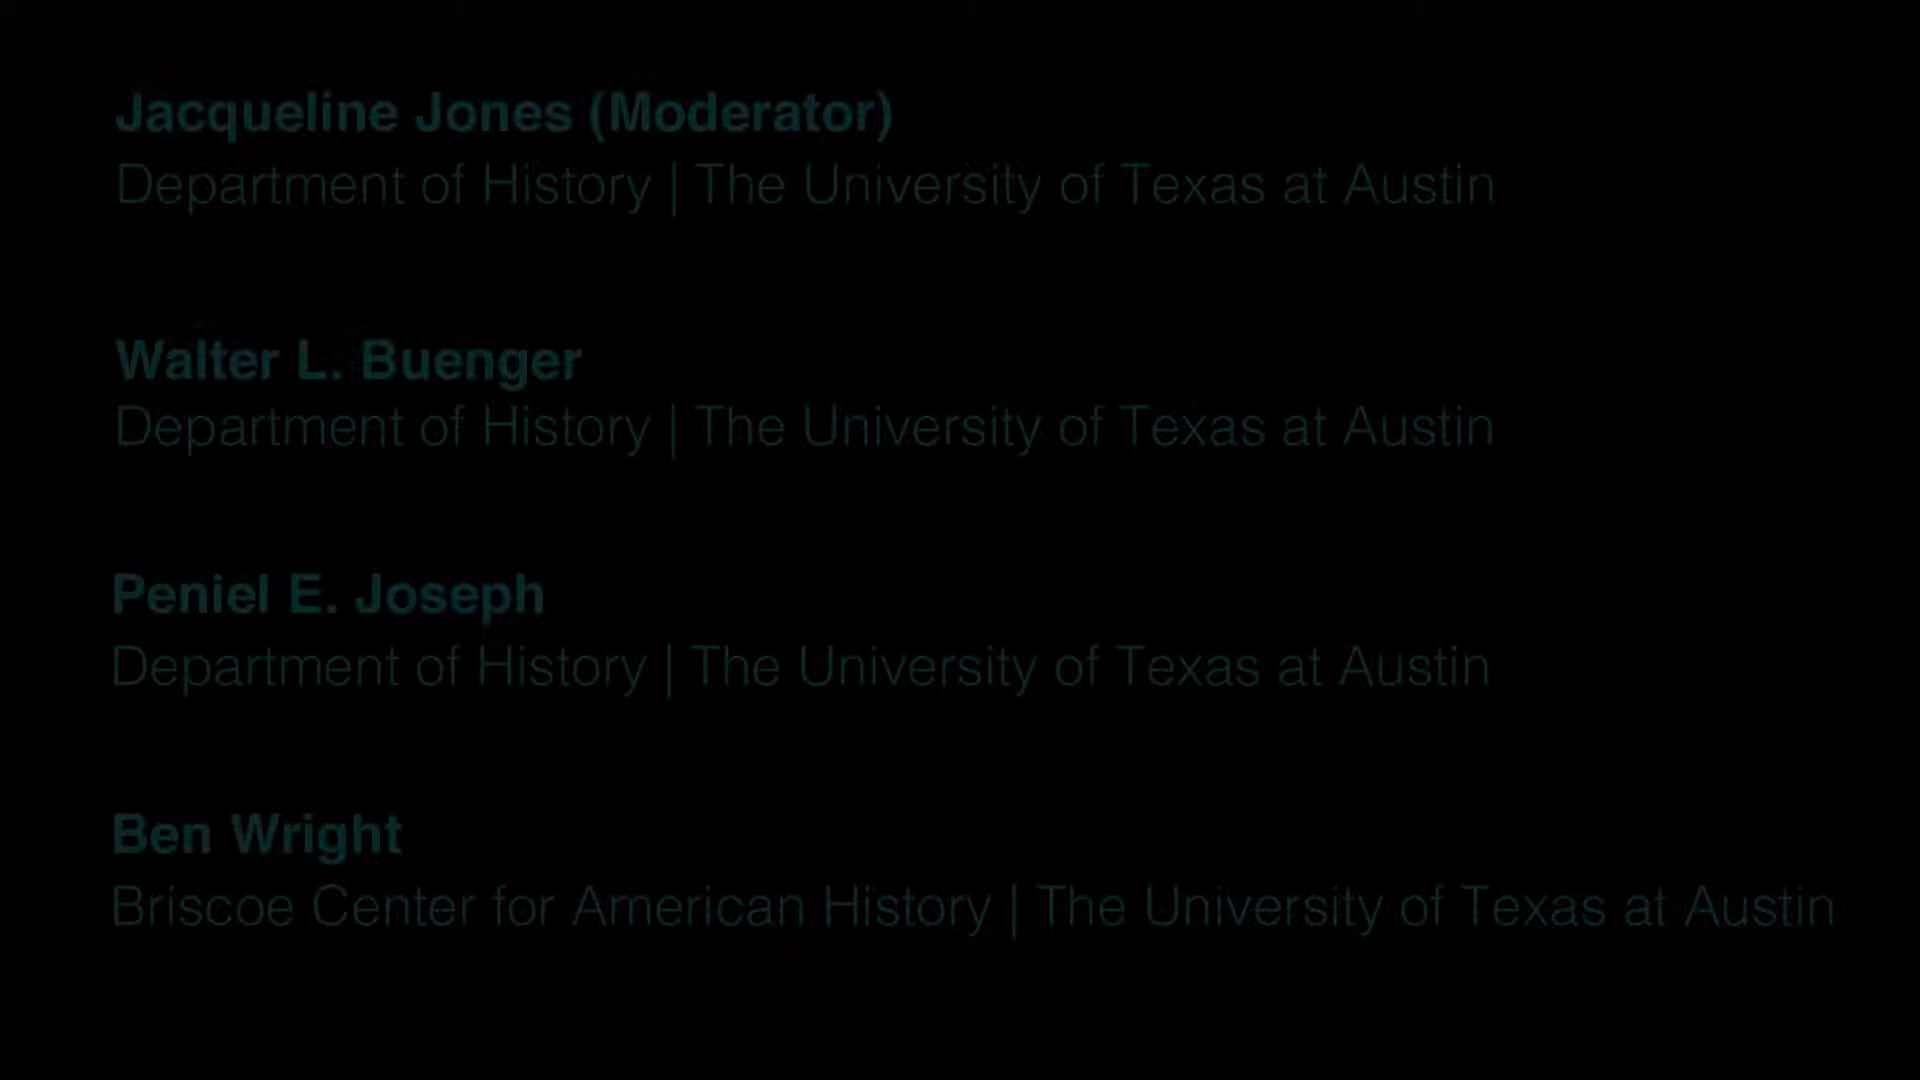 Jacqueline Jones (Moderator)
Department of History | The University of Texas at Austin
Walter L. Buenger
Department of History | The University of Texas at Austin
Peniel E. Joseph
Department of History | The University of Texas at Austin
Ben Wright
Briscoe Center for American History | The University of Texas at Austin